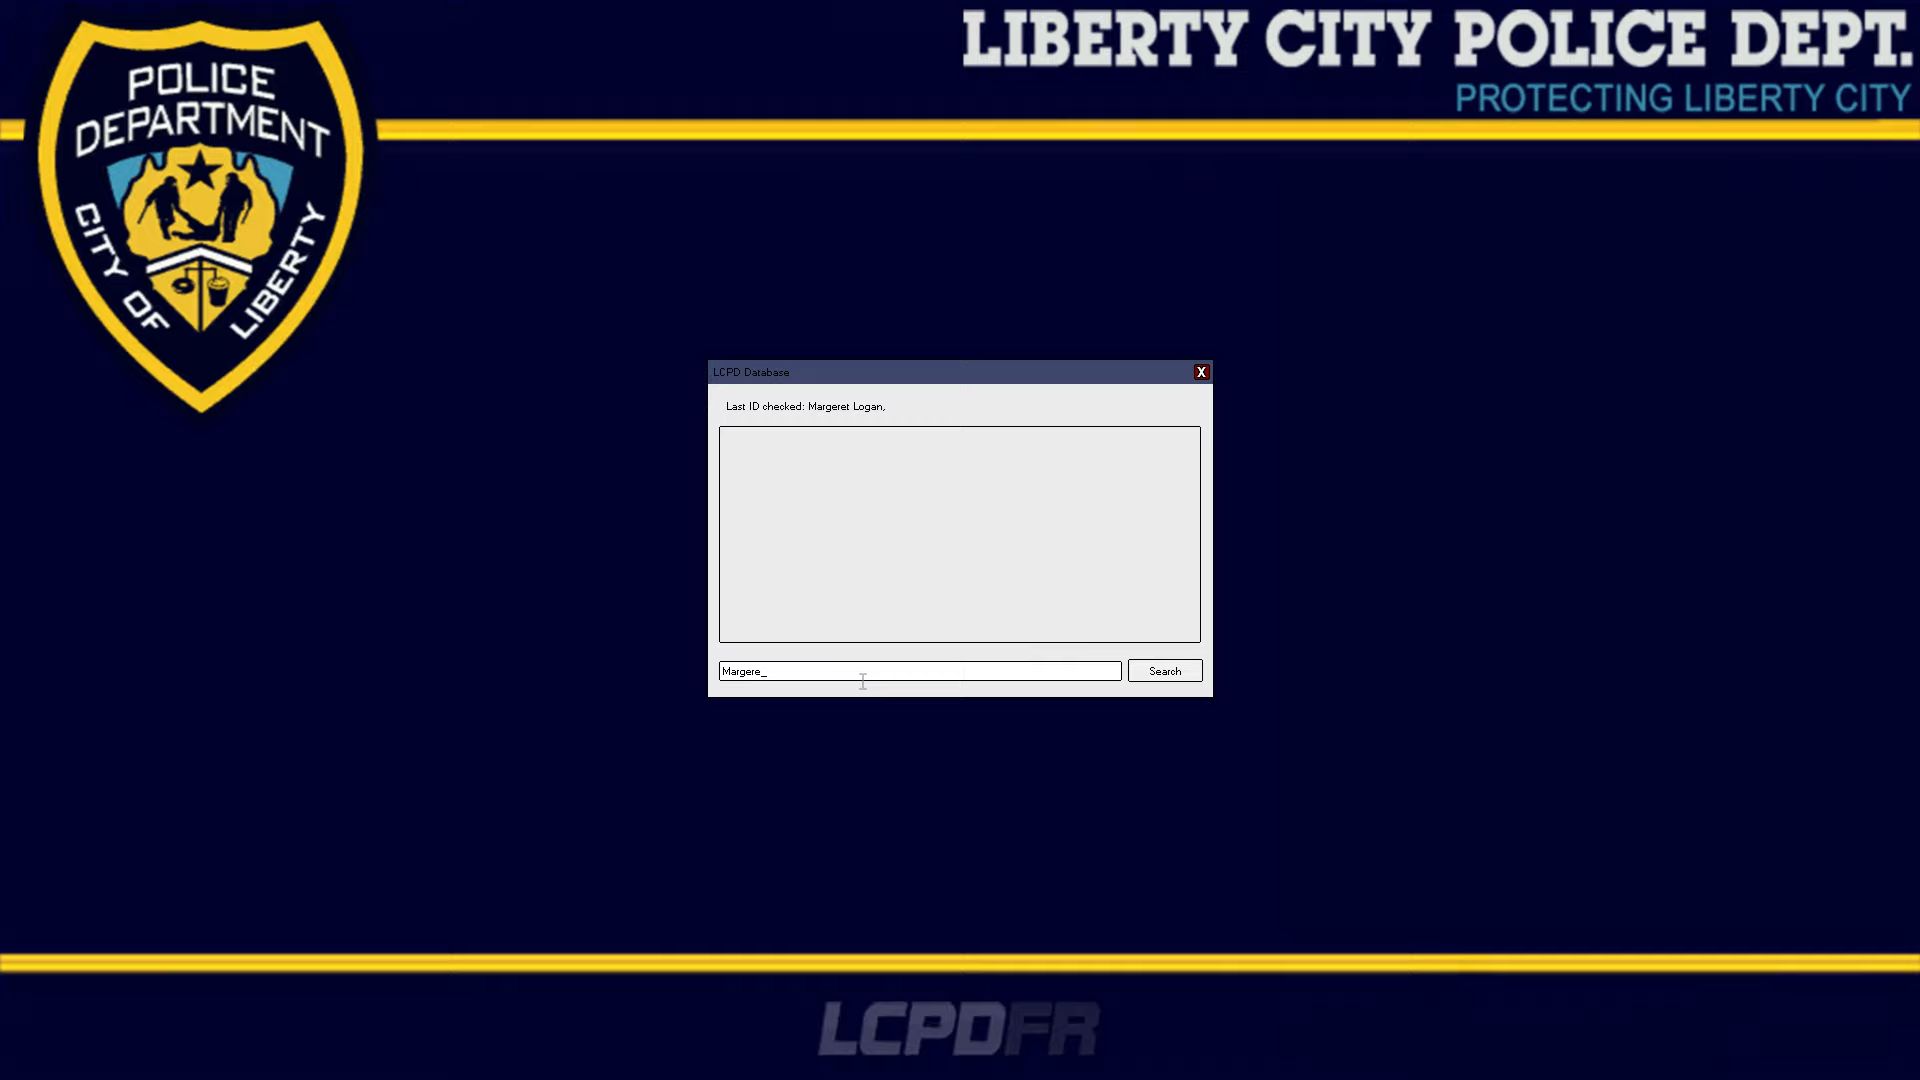 LIBERTY CITY POLICE DEPT.
PROTECTING LIBERTY CITY
POLICE
DEPARTMENT
CITY OF LIBERTY
LCPD Database
X
Last ID checked: Margeret Logan,
Margere_
Search
LCPDFR